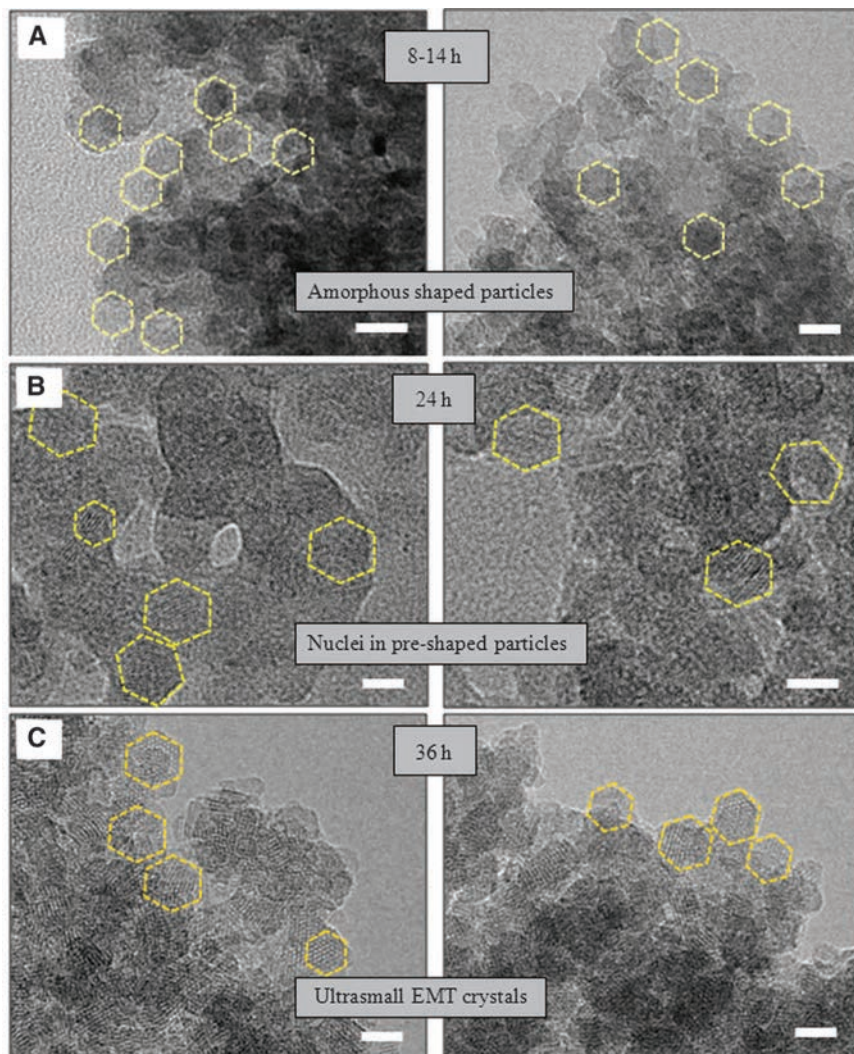 A
8-14 h
Amorphous shaped particles
B
24 h
Nuclei in pre-shaped particles
C
36 h
Ultrasmall EMT crystals